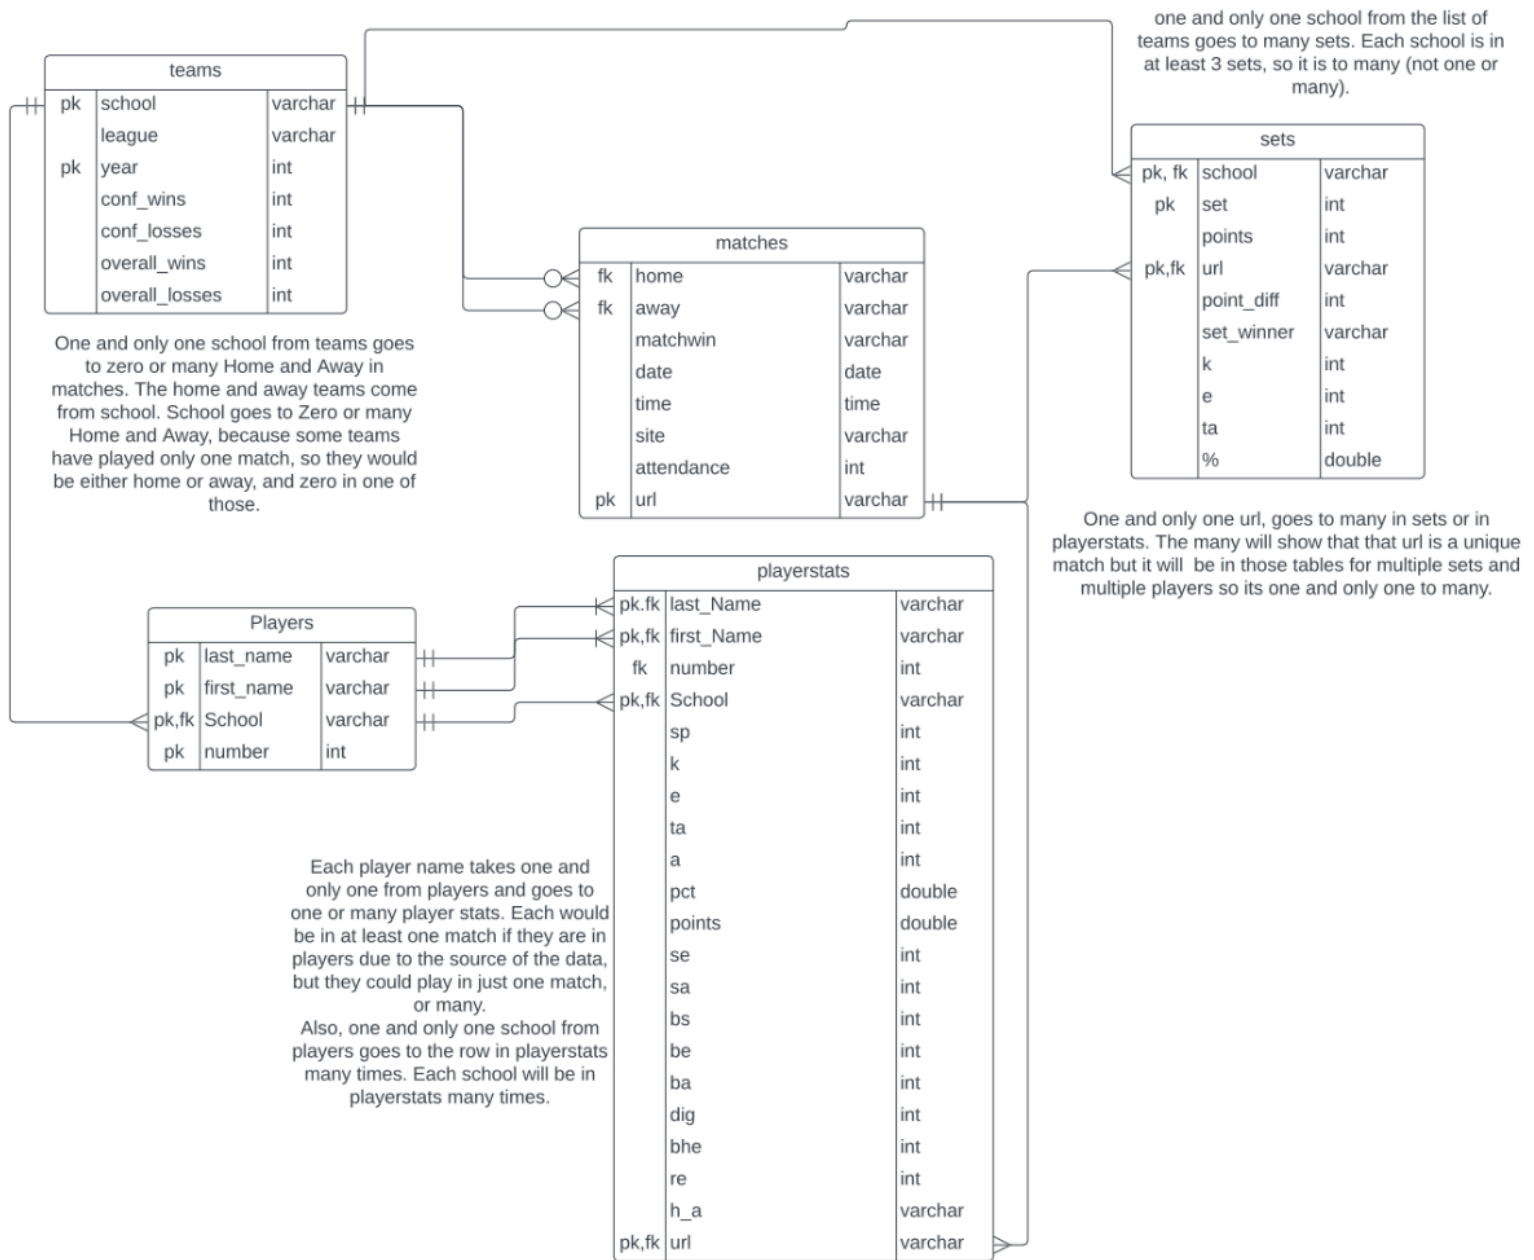 one and only one school from the list of
teams goes to many sets. Each school is in
at least 3 sets, so it is to many (not one or
many).
teams
pk school varchar
league varchar
pk year int
conf_wins int
conf_losses int
overall_wins int
overall_losses int
One and only one school from teams goes
to zero or many Home and Away in
matches. The home and away teams come
from school. School goes to Zero or many
Home and Away, because some teams
have played only one match, so they would
be either home or away, and zero in one of
those.
matches
fk home varchar
fk away varchar
matchwin varchar
date date
time time
site varchar
attendance int
pk url varchar
sets
pk, fk school varchar
pk set int
points int
pk,fk url varchar
point_diff int
set_winner varchar
k int
e int
ta int
% double
One and only one url, goes to many in sets or in
playerstats. The many will show that that url is a unique
match but it will be in those tables for multiple sets and
multiple players so its one and only one to many.
Players
pk last_name varchar
pk first_name varchar
pk,fk School varchar
pk number int
playerstats
pk.fk last_Name varchar
pk,fk first_Name varchar
fk number int
pk,fk School varchar
sp int
k int
e int
ta int
a int
pct double
points double
se int
sa int
bs int
be int
ba int
dig int
bhe int
re int
h_a varchar
pk,fk url varchar
Each player name takes one and
only one from players and goes to
one or many player stats. Each would
be in at least one match if they are in
players due to the source of the data,
but they could play in just one match,
or many.
Also, one and only one school from
players goes to the row in playerstats
many times. Each school will be in
playerstats many times.